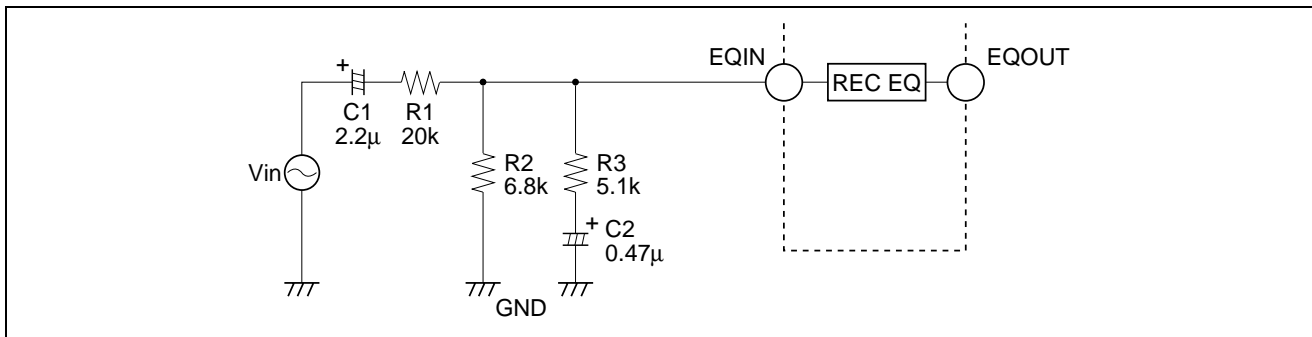 EQIN
EQOUT
REC EQ
+
C1
2.2μ
R1
20k
Vin
R2
6.8k
R3
5.1k
+
C2
0.47μ
GND